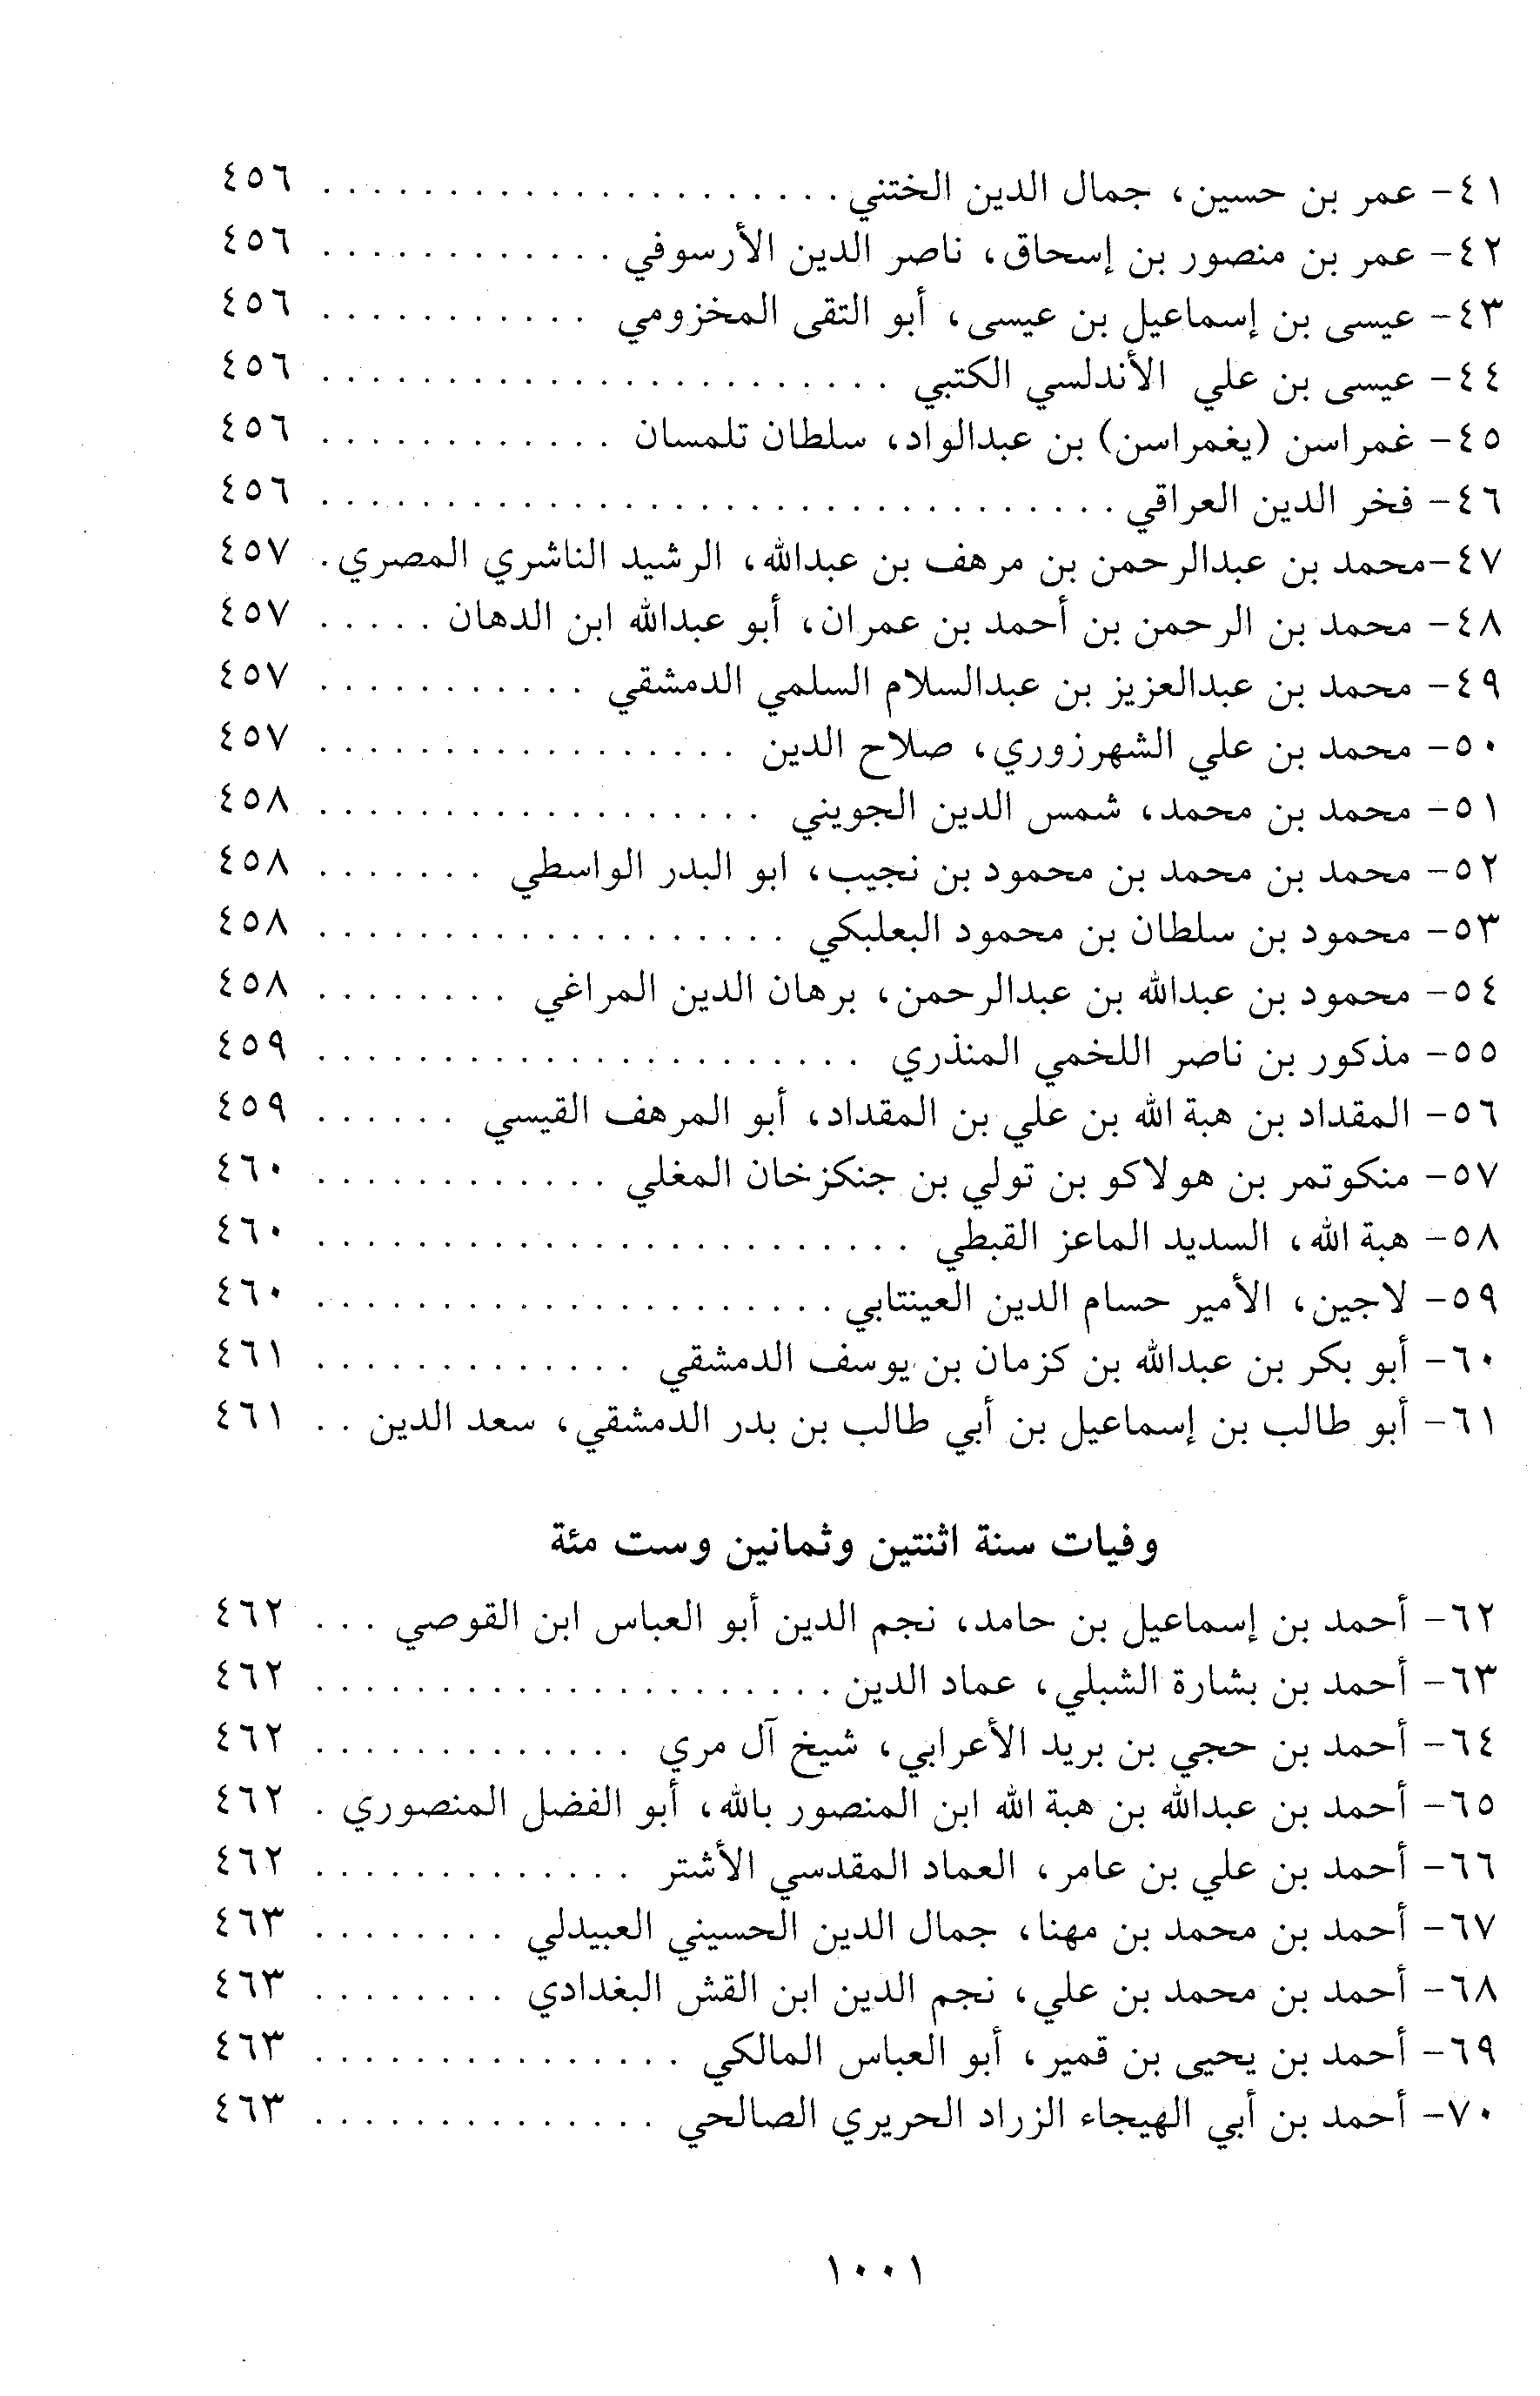 ٤١- عمر بن حسين، جمال الدين الختني . . . . . . . . . . . . . . . . . . . . . ٤٥٦
٤٢- عمر بن منصور بن إسحاق، ناصر الدين الأرسوفي . . . . . . . . . . . . ٤٥٦
٤٣- عيسى بن إسماعيل بن عيسى، أبو التقى المخزومي . . . . . . . . . . . ٤٥٦
٤٤- عيسى بن علي الأندلسي الكتبي . . . . . . . . . . . . . . . . . . . . . . . ٤٥٦
٤٥- غمراسن (يغمراسن) بن عبدالواد، سلطان تلمسان . . . . . . . . . . . . ٤٥٦
٤٦- فخر الدين العراقي . . . . . . . . . . . . . . . . . . . . . . . . . . . . . . . . ٤٥٦
٤٧-محمد بن عبدالرحمن بن مرهف بن عبدالله، الرشيد الناشري المصري . ٤٥٧
٤٨- محمد بن الرحمن بن أحمد بن عمران، أبو عبدالله ابن الدهان . . . . . ٤٥٧
٤٩- محمد بن عبدالعزيز بن عبدالسلام السلمي الدمشقي . . . . . . . . . . . ٤٥٧
٥٠- محمد بن علي الشهرزوري، صلاح الدين . . . . . . . . . . . . . . . . . ٤٥٧
٥١- محمد بن محمد، شمس الدين الجويني . . . . . . . . . . . . . . . . . . ٤٥٨
٥٢- محمد بن محمد بن محمود بن نجيب، ابو البدر الواسطي . . . . . . . ٤٥٨
٥٣- محمود بن سلطان بن محمود البعلبكي . . . . . . . . . . . . . . . . . . . ٤٥٨
٥٤- محمود بن عبدالله بن عبدالرحمن، برهان الدين المراغي . . . . . . . . ٤٥٨
٥٥- مذكور بن ناصر اللخمي المنذري . . . . . . . . . . . . . . . . . . . . . . ٤٥٩
٥٦- المقداد بن هبة الله بن علي بن المقداد، أبو المرهف القيسي . . . . . . ٤٥٩
٥٧- منكوتمر بن هولاكو بن تولي بن جنكزخان المغلي . . . . . . . . . . . . ٤٦٠
٥٨- هبة الله، السديد الماعز القبطي . . . . . . . . . . . . . . . . . . . . . . . . ٤٦٠
٥٩- لاجين، الأمير حسام الدين العينتابي . . . . . . . . . . . . . . . . . . . . . ٤٦٠
٦٠- أبو بكر بن عبدالله بن كزمان بن يوسف الدمشقي . . . . . . . . . . . . . ٤٦١
٦١- أبو طالب بن إسماعيل بن أبي طالب بن بدر الدمشقي، سعد الدين . . ٤٦١
وفيات سنة اثنتين وثمانين وست مئة
٦٢- أحمد بن إسماعيل بن حامد، نجم الدين أبو العباس ابن القوصي . . . ٤٦٢
٦٣- أحمد بن بشارة الشبلي، عماد الدين . . . . . . . . . . . . . . . . . . . . . ٤٦٢
٦٤- أحمد بن حجي بن بريد الأعرابي، شيخ آل مري . . . . . . . . . . . . . ٤٦٢
٦٥- أحمد بن عبدالله بن هبة الله ابن المنصور بالله، أبو الفضل المنصوري . ٤٦٢
٦٦- أحمد بن علي بن عامر، العماد المقدسي الأشتر . . . . . . . . . . . . . ٤٦٢
٦٧- أحمد بن محمد بن مهنا، جمال الدين الحسيني العبيدلي . . . . . . . . ٤٦٣
٦٨- أحمد بن محمد بن علي، نجم الدين ابن القش البغدادي . . . . . . . . ٤٦٣
٦٩- أحمد بن يحيى بن قمير، أبو العباس المالكي . . . . . . . . . . . . . . . ٤٦٣
٧٠- أحمد بن أبي الهيجاء الزراد الحريري الصالحي . . . . . . . . . . . . . . ٤٦٣
١٠٠١